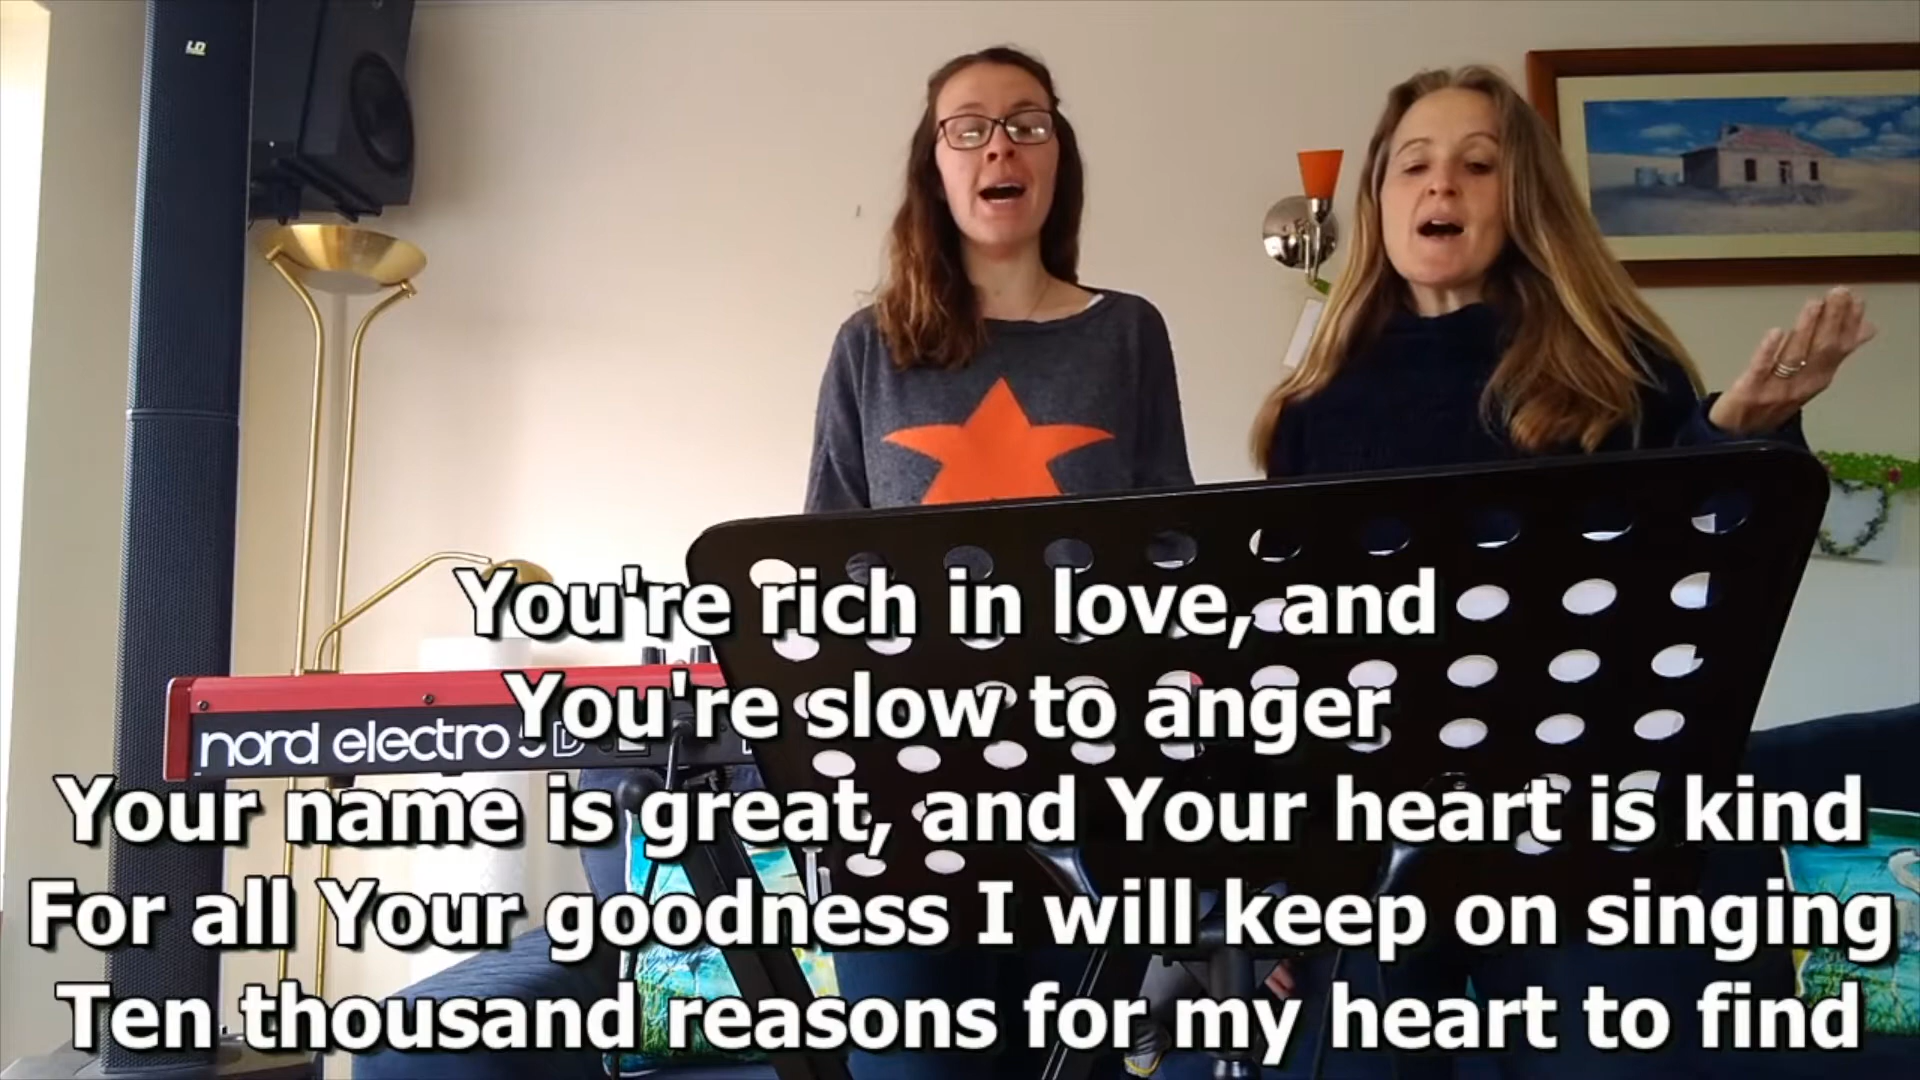 LD
You're rich in love, and
You're slow to anger
nord electro 5D
Your name is great, and Your heart is kind
For all Your goodness I will keep on singing
Ten thousand reasons for my heart to find